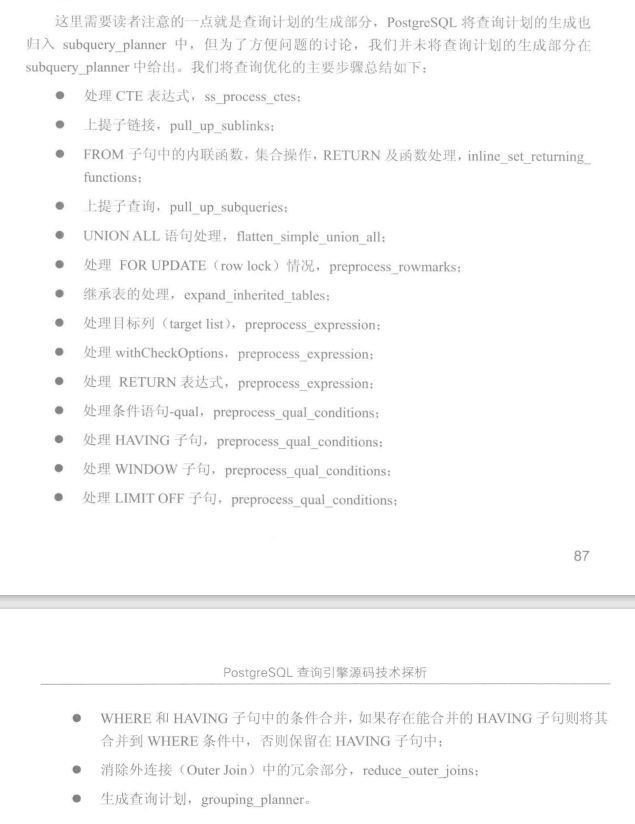 这里需要读者注意的一点就是查询计划的生成部分，PostgreSQL 将查询计划的生成也
归入 subquery_planner 中，但为了方便问题的讨论，我们并未将查询计划的生成部分在
subquery_planner 中给出。我们将查询优化的主要步骤总结如下：
● 处理 CTE 表达式，ss_process_ctes；
● 上提子链接，pull_up_sublinks；
● FROM 子句中的内联函数，集合操作，RETURN 及函数处理，inline_set_returning_
functions；
● 上提子查询，pull_up_subqueries；
● UNION ALL 语句处理，flatten_simple_union_all；
● 处理 FOR UPDATE（row lock）情况，preprocess_rowmarks；
● 继承表的处理，expand_inherited_tables；
● 处理目标列（target list），preprocess_expression；
● 处理 withCheckOptions，preprocess_expression；
● 处理 RETURN 表达式，preprocess_expression；
● 处理条件语句-qual，preprocess_qual_conditions；
● 处理 HAVING 子句，preprocess_qual_conditions；
● 处理 WINDOW 子句，preprocess_qual_conditions；
● 处理 LIMIT OFF 子句，preprocess_qual_conditions；
87
PostgreSQL 查询引擎源码技术探析
● WHERE 和 HAVING 子句中的条件合并，如果存在能合并的 HAVING 子句则将其
合并到 WHERE 条件中，否则保留在 HAVING 子句中；
● 消除外连接（Outer Join）中的冗余部分，reduce_outer_joins；
● 生成查询计划，grouping_planner。